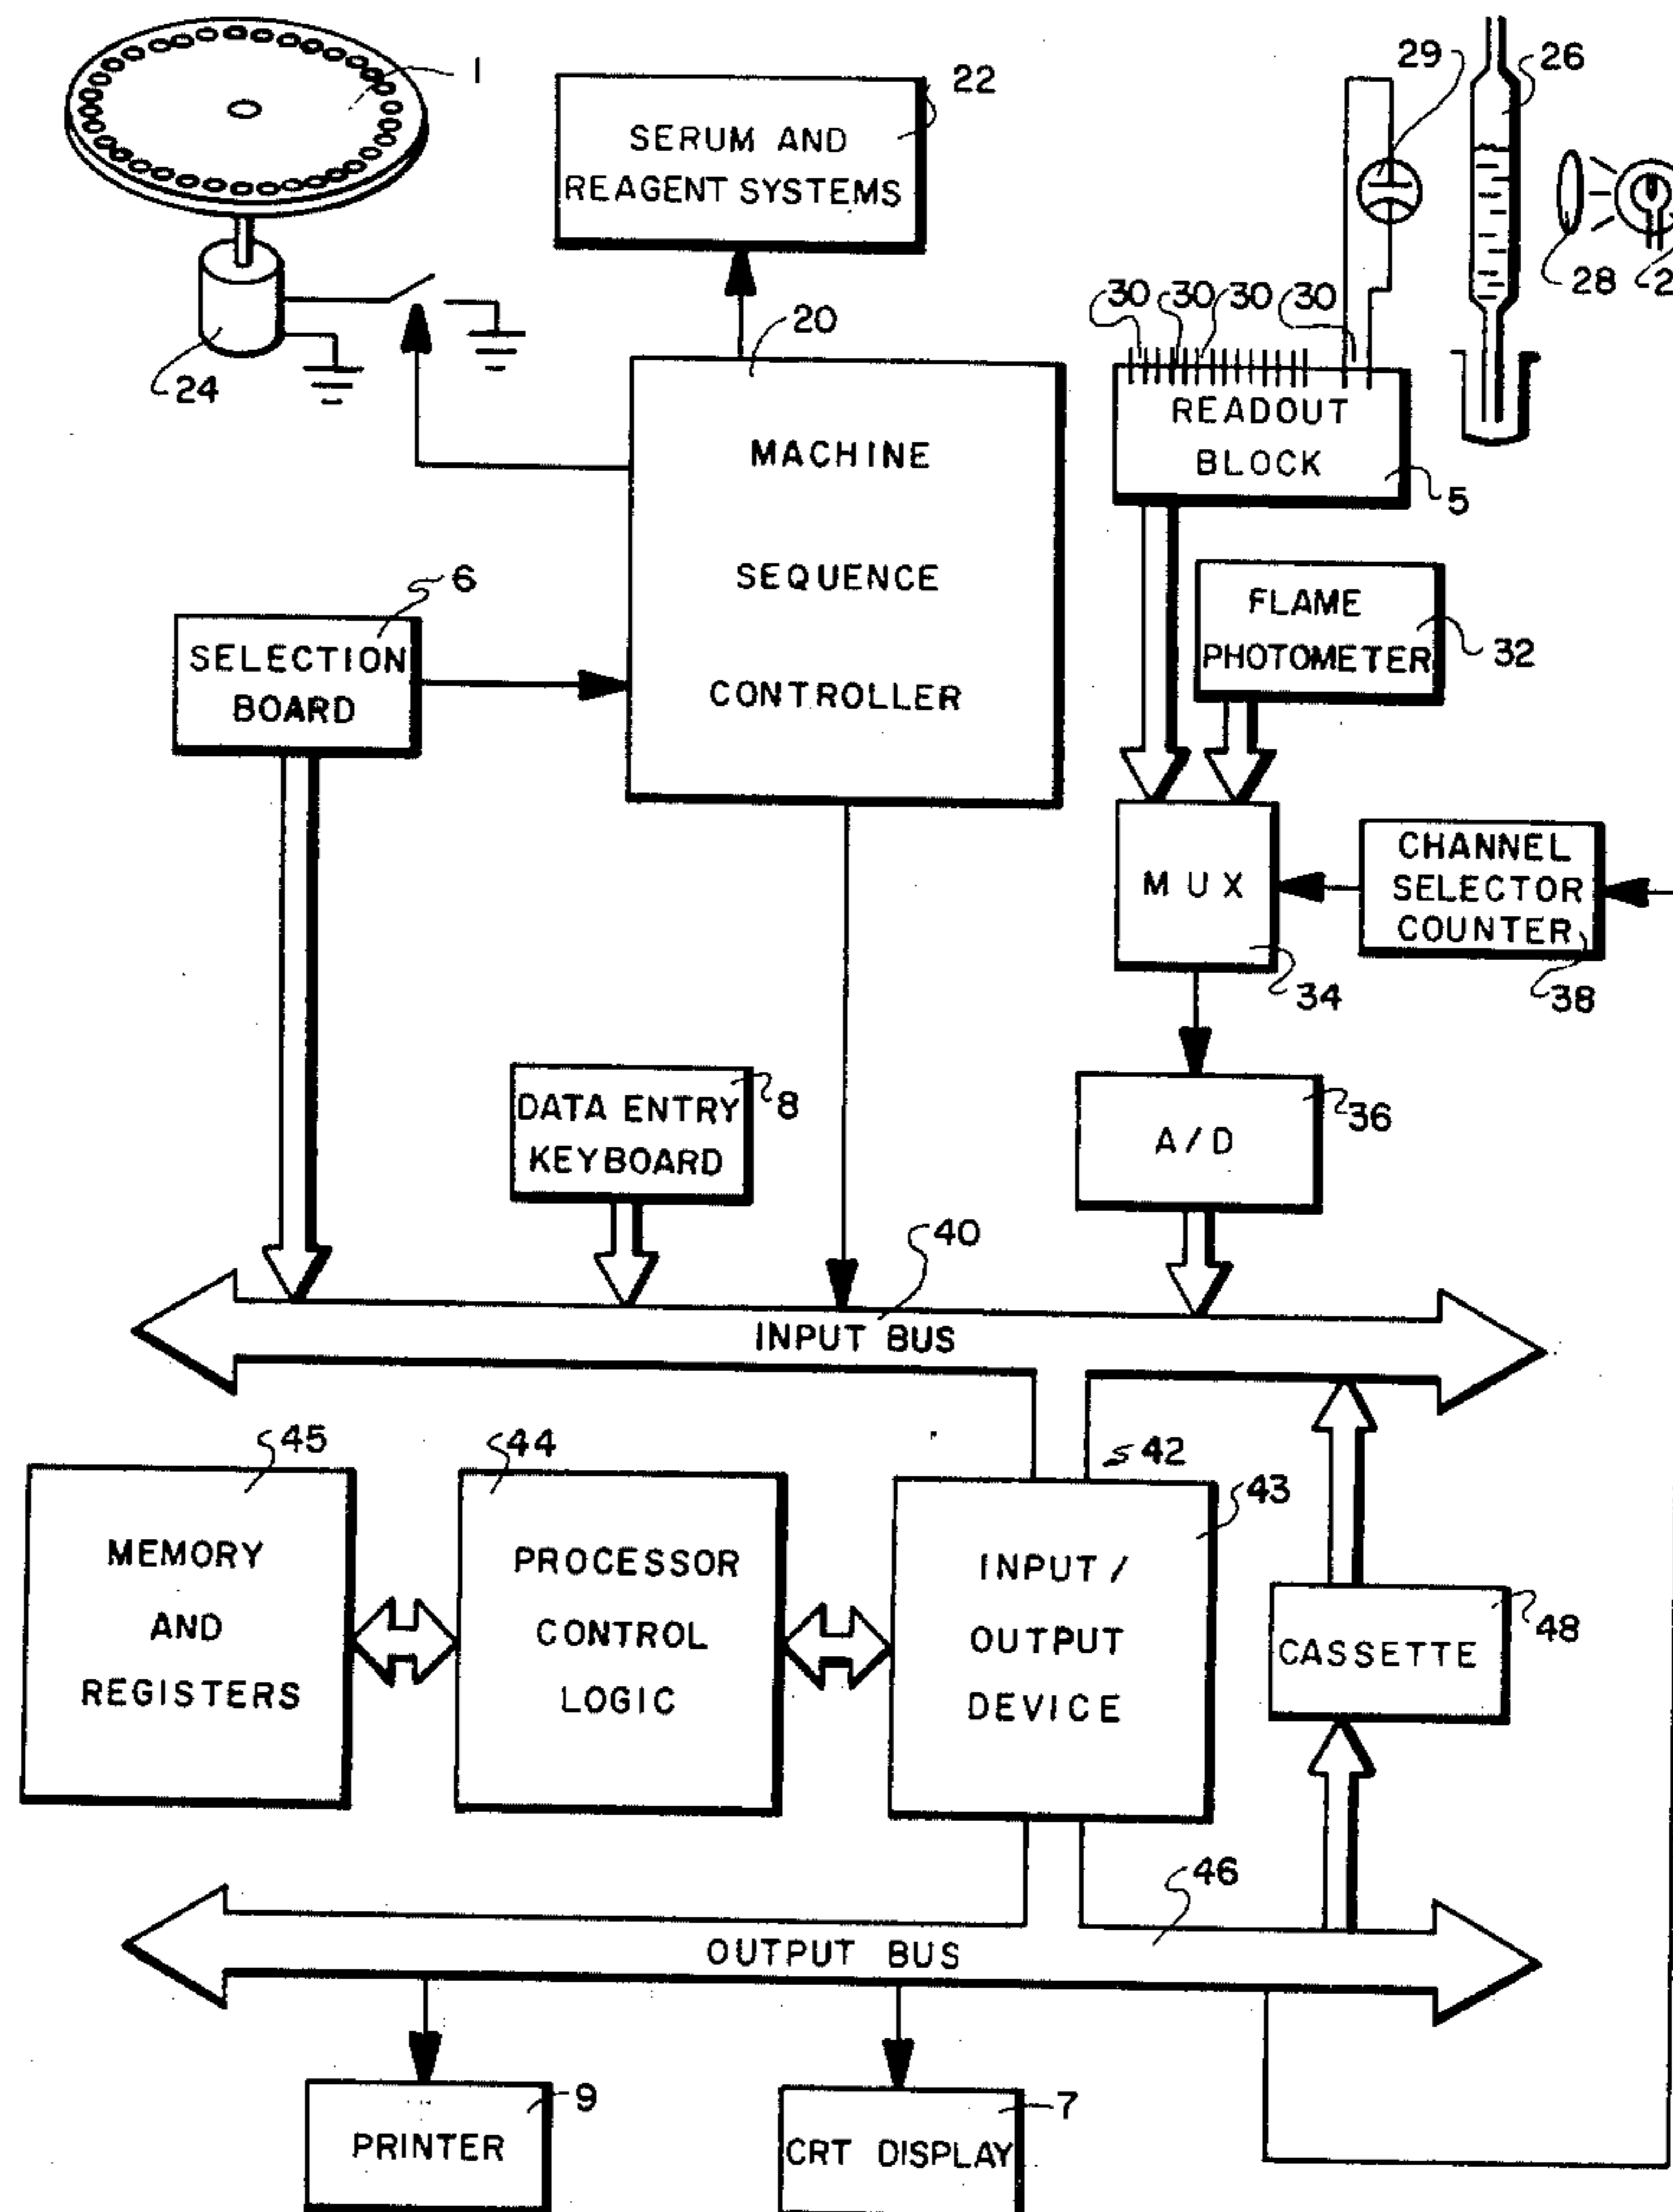 1
22
SERUM AND
REAGENT SYSTEMS
29
26
28
30 30 30 30
20
24
READOUT
BLOCK
5
MACHINE
SEQUENCE
CONTROLLER
6
SELECTION
BOARD
FLAME
PHOTOMETER
32
MUX
34
CHANNEL
SELECTOR
COUNTER
38
DATA ENTRY
KEYBOARD
8
A/D
36
40
INPUT BUS
45
44
42
43
MEMORY
AND
REGISTERS
PROCESSOR
CONTROL
LOGIC
INPUT/
OUTPUT
DEVICE
CASSETTE
48
46
OUTPUT BUS
9
PRINTER
7
CRT DISPLAY